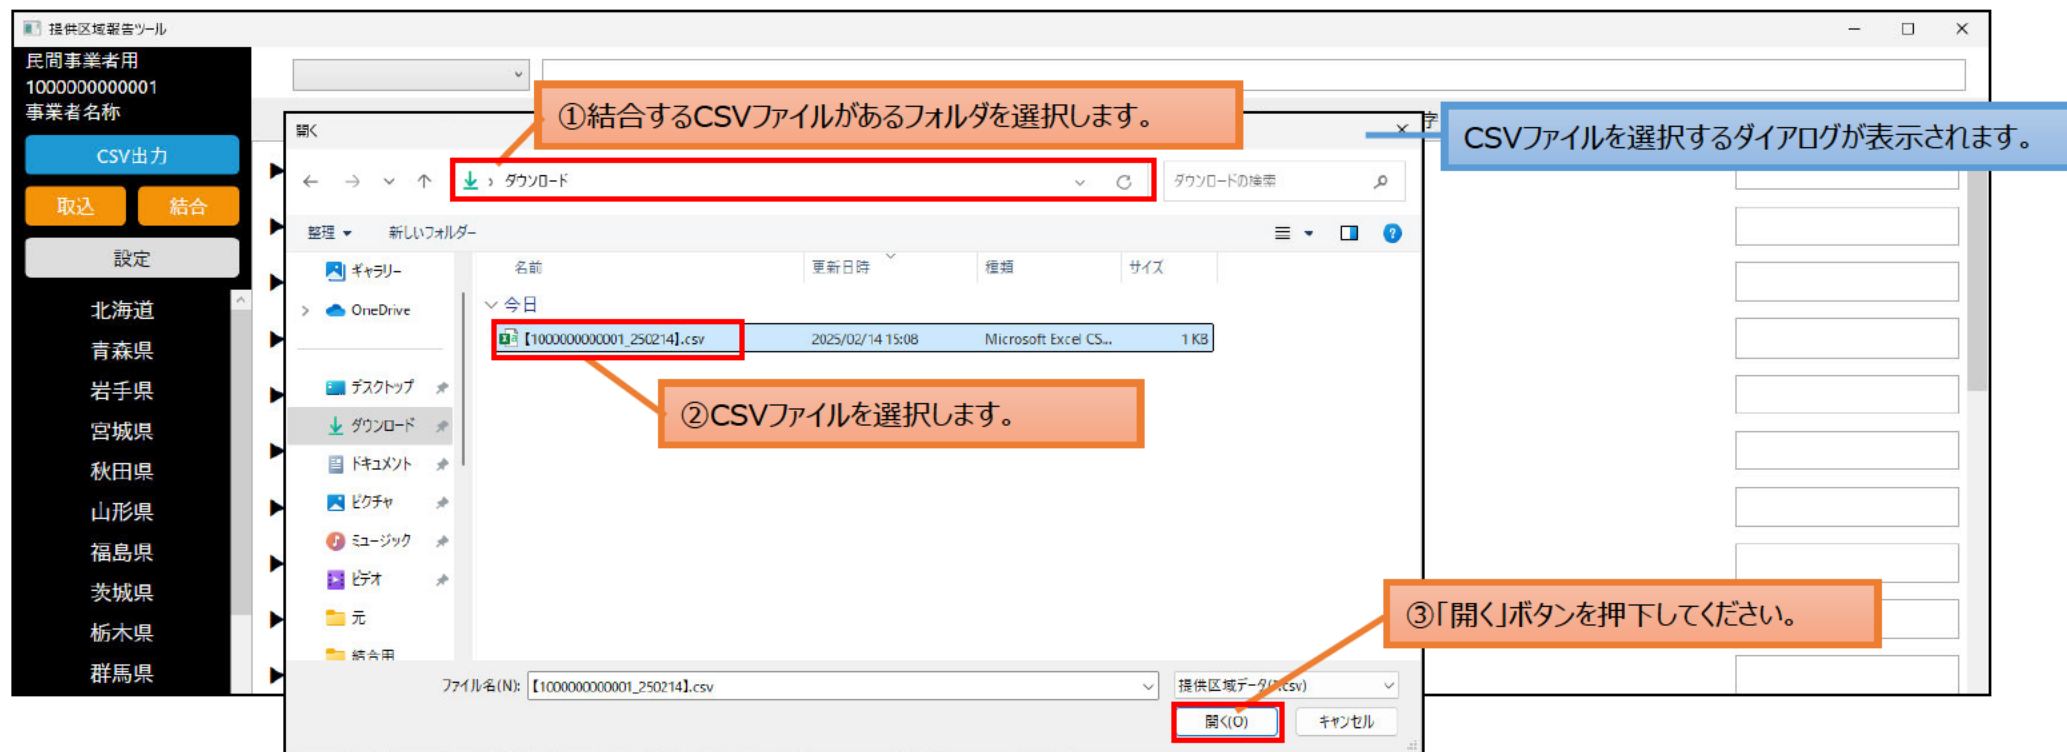 提供区域報告ツール
民間事業者用
1000000000001
事業者名称
CSV出力
取込
結合
設定
北海道
青森県
岩手県
宮城県
秋田県
山形県
福島県
茨城県
栃木県
群馬県
①結合するCSVファイルがあるフォルダを選択します。
字
CSVファイルを選択するダイアログが表示されます。
開く
ダウンロード
ダウンロードの検索
整理
新しいフォルダー
ギャラリー
OneDrive
デスクトップ
ダウンロード
ドキュメント
ピクチャ
ミュージック
ビデオ
元
結合用
名前 更新日時 種類 サイズ
今日
【1000000000001_250214】.csv 2025/02/14 15:08 Microsoft Excel CS... 1 KB
②CSVファイルを選択します。
③「開く」ボタンを押下してください。
ファイル名(N): 【1000000000001_250214】.csv
提供区域データ(*.csv)
開く(O)
キャンセル